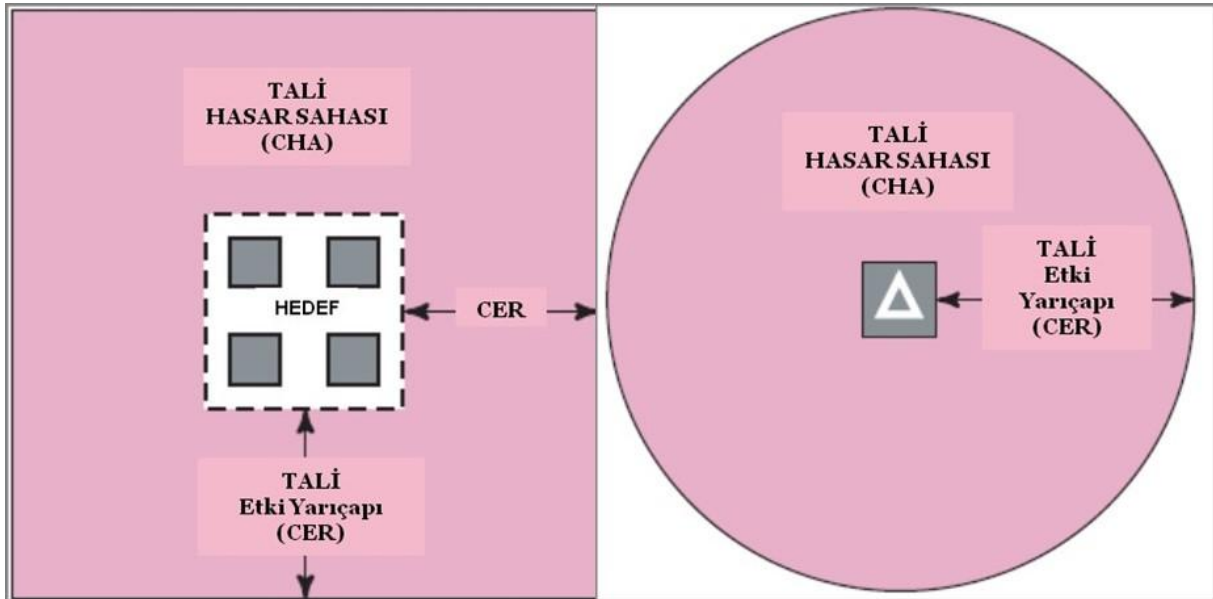 TALİ
HASAR SAHASI
(CHA)
HEDEF
CER
TALİ
Etki Yarıçapı
(CER)
TALİ
HASAR SAHASI
(CHA)
TALİ
Etki
Yarıçapı
(CER)